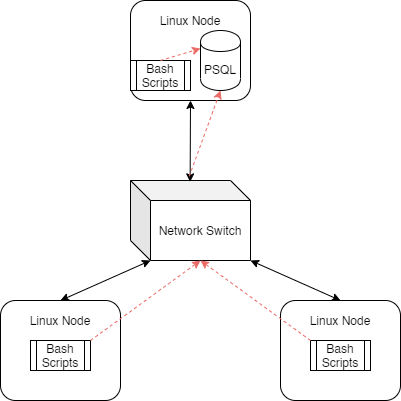 Linux Node
Bash
Scripts
PSQL
Network Switch
Linux Node
Bash
Scripts
Linux Node
Bash
Scripts